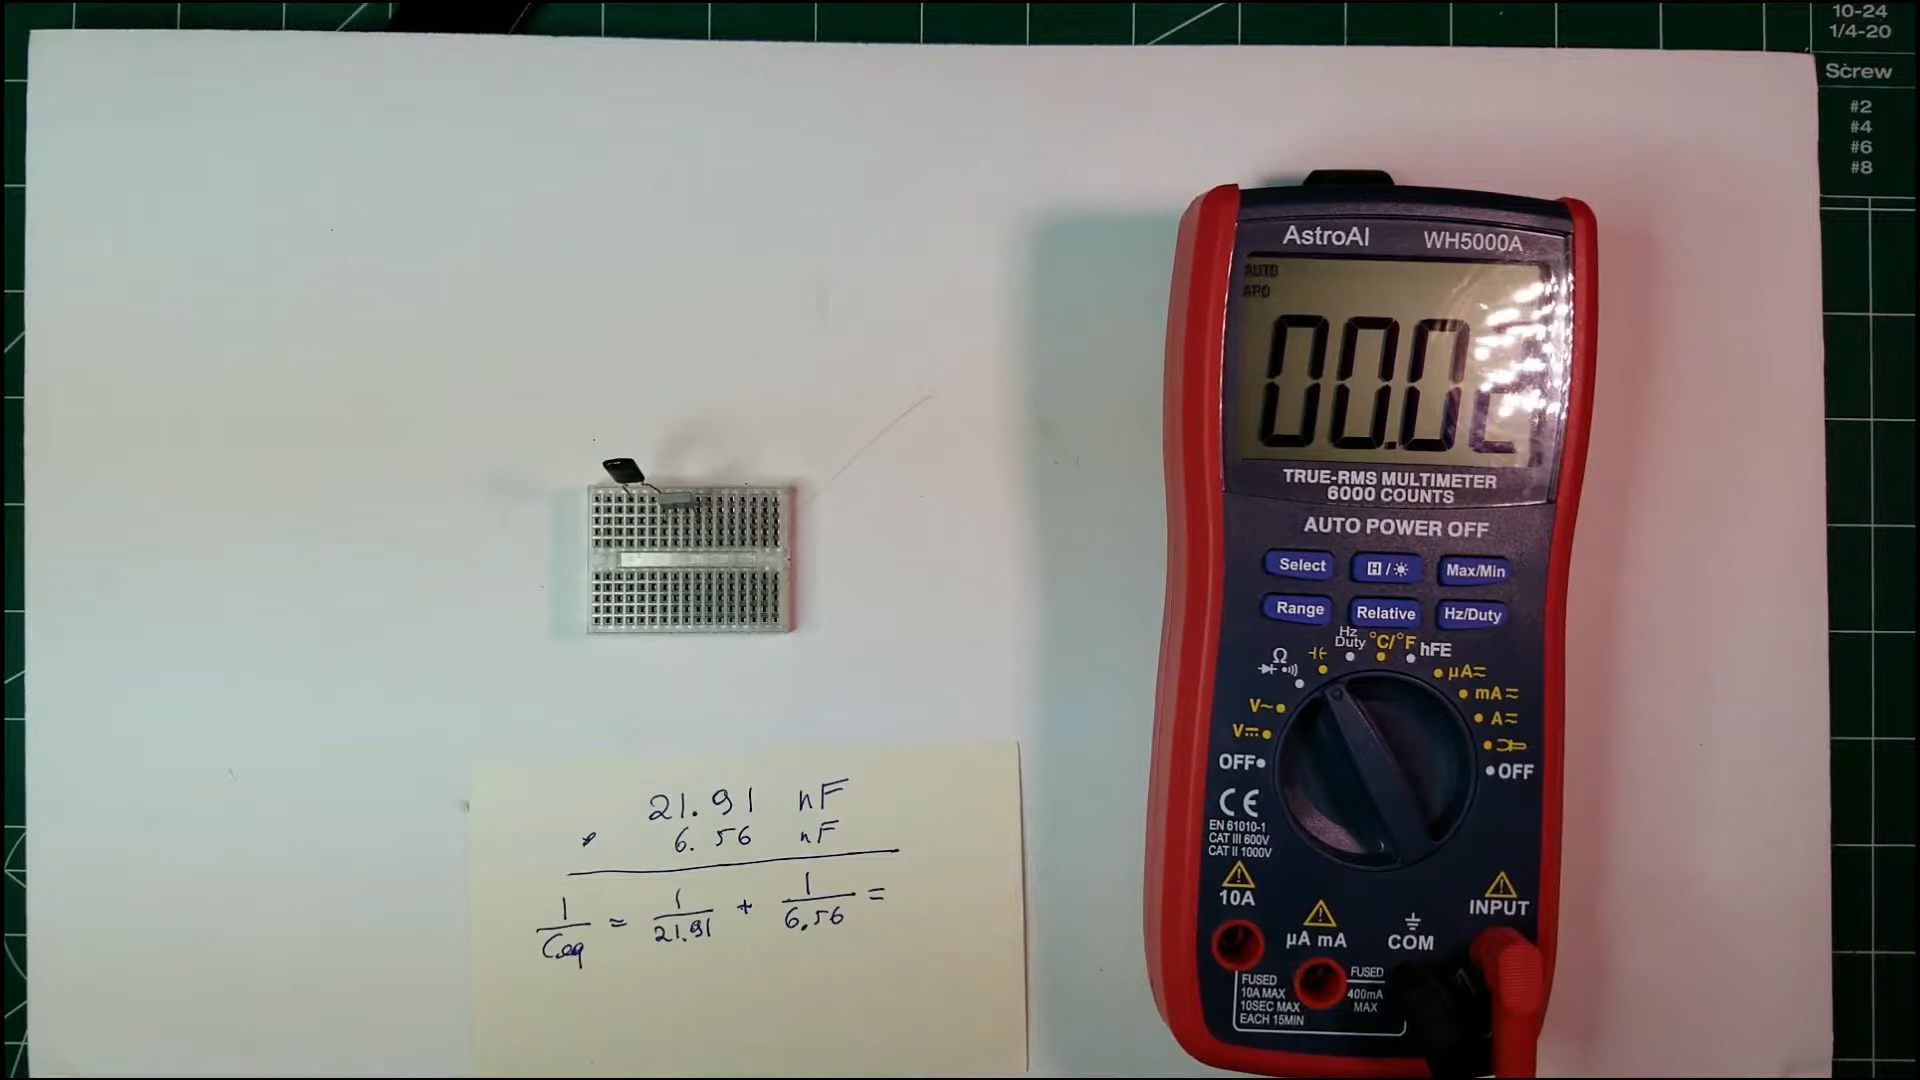 10-24
1/4-20
Screw
#2
#4
#6
#8
AstroAI WH5000A
AUTO
APO
00.0
TRUE-RMS MULTIMETER
6000 COUNTS
AUTO POWER OFF
Select H / Max/Min
Range Relative Hz/Duty
Hz
Duty °C/°F hFE
Ω
µA
mA
V~ A
V
OFF OFF
CE
EN 61010-1
CAT III 600V
CAT II 1000V
10A µA mA COM INPUT
FUSED
10A MAX
10SEC MAX
EACH 15MIN
FUSED
400mA
MAX
21.91 nF
6.56 nF
1/Ceq = 1/21.91 + 1/6.56 =